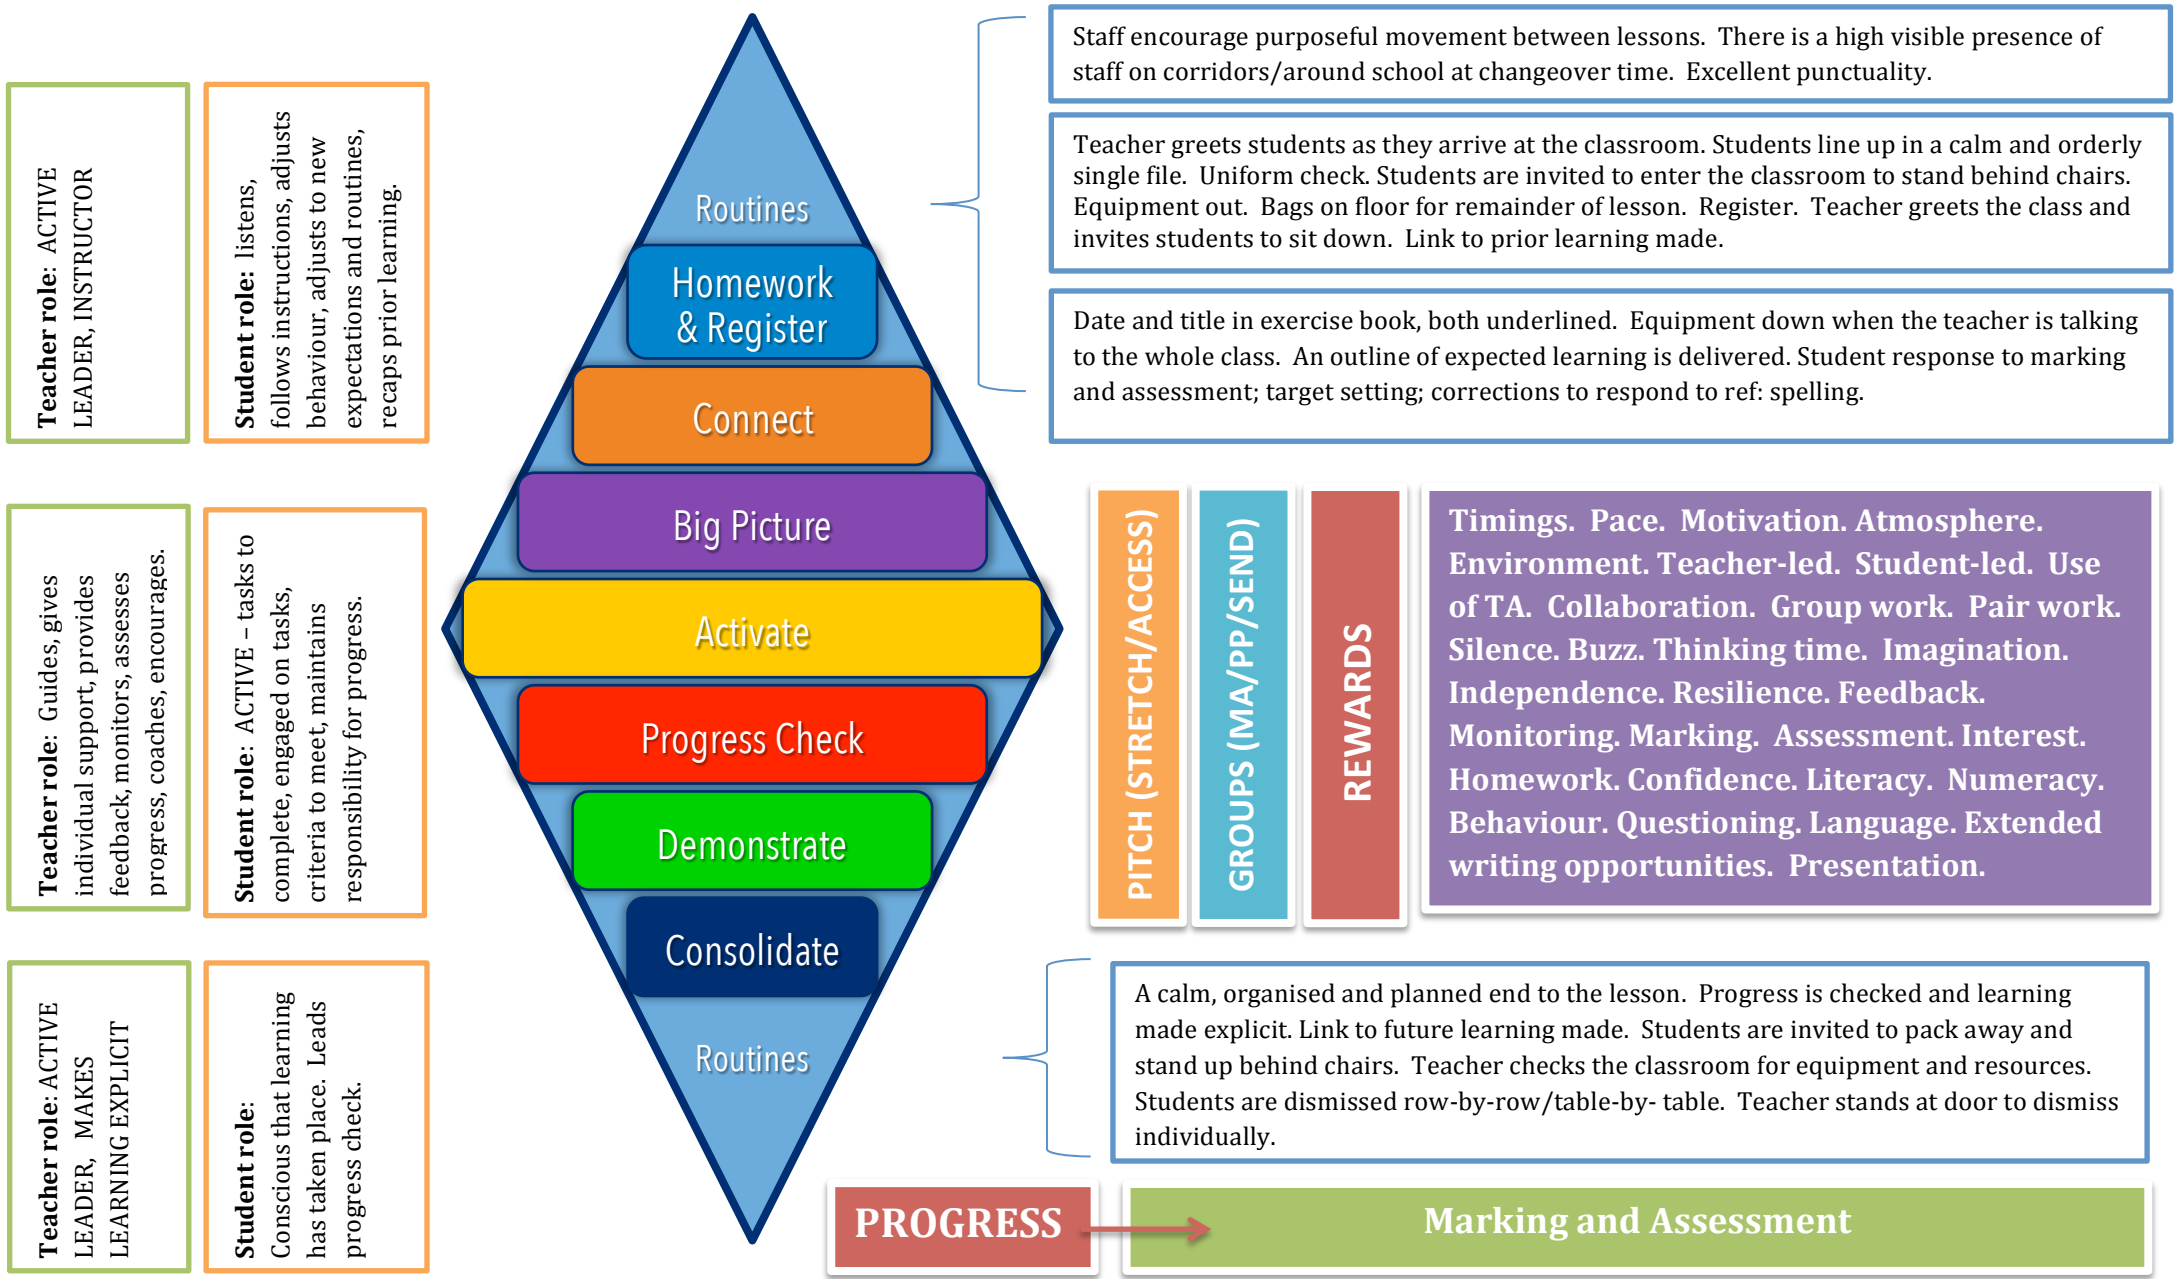 Teacher role: ACTIVE
LEADER, INSTRUCTOR
Student role: listens,
follows instructions, adjusts
behaviour, adjusts to new
expectations and routines,
recaps prior learning.
Teacher role: Guides, gives
individual support, provides
feedback, monitors, assesses
progress, coaches, encourages.
Student role: ACTIVE – tasks to
complete, engaged on tasks,
criteria to meet, maintains
responsibility for progress.
Teacher role: ACTIVE
LEADER, MAKES
LEARNING EXPLICIT
Student role:
Conscious that learning
has taken place. Leads
progress check.
Routines
Homework
& Register
Connect
Big Picture
Activate
Progress Check
Demonstrate
Consolidate
Routines
Staff encourage purposeful movement between lessons. There is a high visible presence of
staff on corridors/around school at changeover time. Excellent punctuality.
Teacher greets students as they arrive at the classroom. Students line up in a calm and orderly
single file. Uniform check. Students are invited to enter the classroom to stand behind chairs.
Equipment out. Bags on floor for remainder of lesson. Register. Teacher greets the class and
invites students to sit down. Link to prior learning made.
Date and title in exercise book, both underlined. Equipment down when the teacher is talking
to the whole class. An outline of expected learning is delivered. Student response to marking
and assessment; target setting; corrections to respond to ref: spelling.
PITCH (STRETCH/ACCESS)
GROUPS (MA/PP/SEND)
REWARDS
Timings. Pace. Motivation. Atmosphere.
Environment. Teacher-led. Student-led. Use
of TA. Collaboration. Group work. Pair work.
Silence. Buzz. Thinking time. Imagination.
Independence. Resilience. Feedback.
Monitoring. Marking. Assessment. Interest.
Homework. Confidence. Literacy. Numeracy.
Behaviour. Questioning. Language. Extended
writing opportunities. Presentation.
A calm, organised and planned end to the lesson. Progress is checked and learning
made explicit. Link to future learning made. Students are invited to pack away and
stand up behind chairs. Teacher checks the classroom for equipment and resources.
Students are dismissed row-by-row/table-by- table. Teacher stands at door to dismiss
individually.
PROGRESS
Marking and Assessment